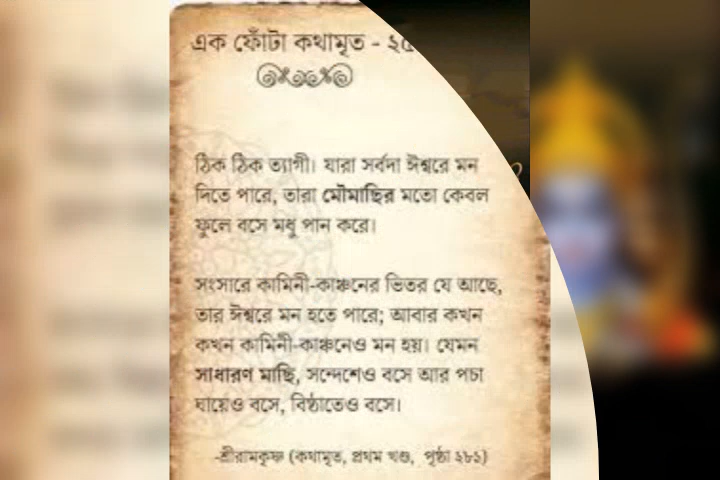 এক ফোঁটা কথামৃত - ২৫
ঠিক ঠিক ত্যাগী। যারা সর্বদা ঈশ্বরে মন
দিতে পারে, তারা মৌমাছির মতো কেবল
ফুলে বসে মধু পান করে।
সংসারে কামিনী-কাঞ্চনের ভিতর যে আছে,
তার ঈশ্বরে মন হতে পারে; আবার কখন
কখন কামিনী-কাঞ্চনেও মন হয়। যেমন
সাধারণ মাছি, সন্দেশেও বসে আর পচা
ঘায়েও বসে, বিষ্ঠাতেও বসে।
-শ্রীরামকৃষ্ণ (কথামৃত, প্রথম খণ্ড, পৃষ্ঠা ২৮১)